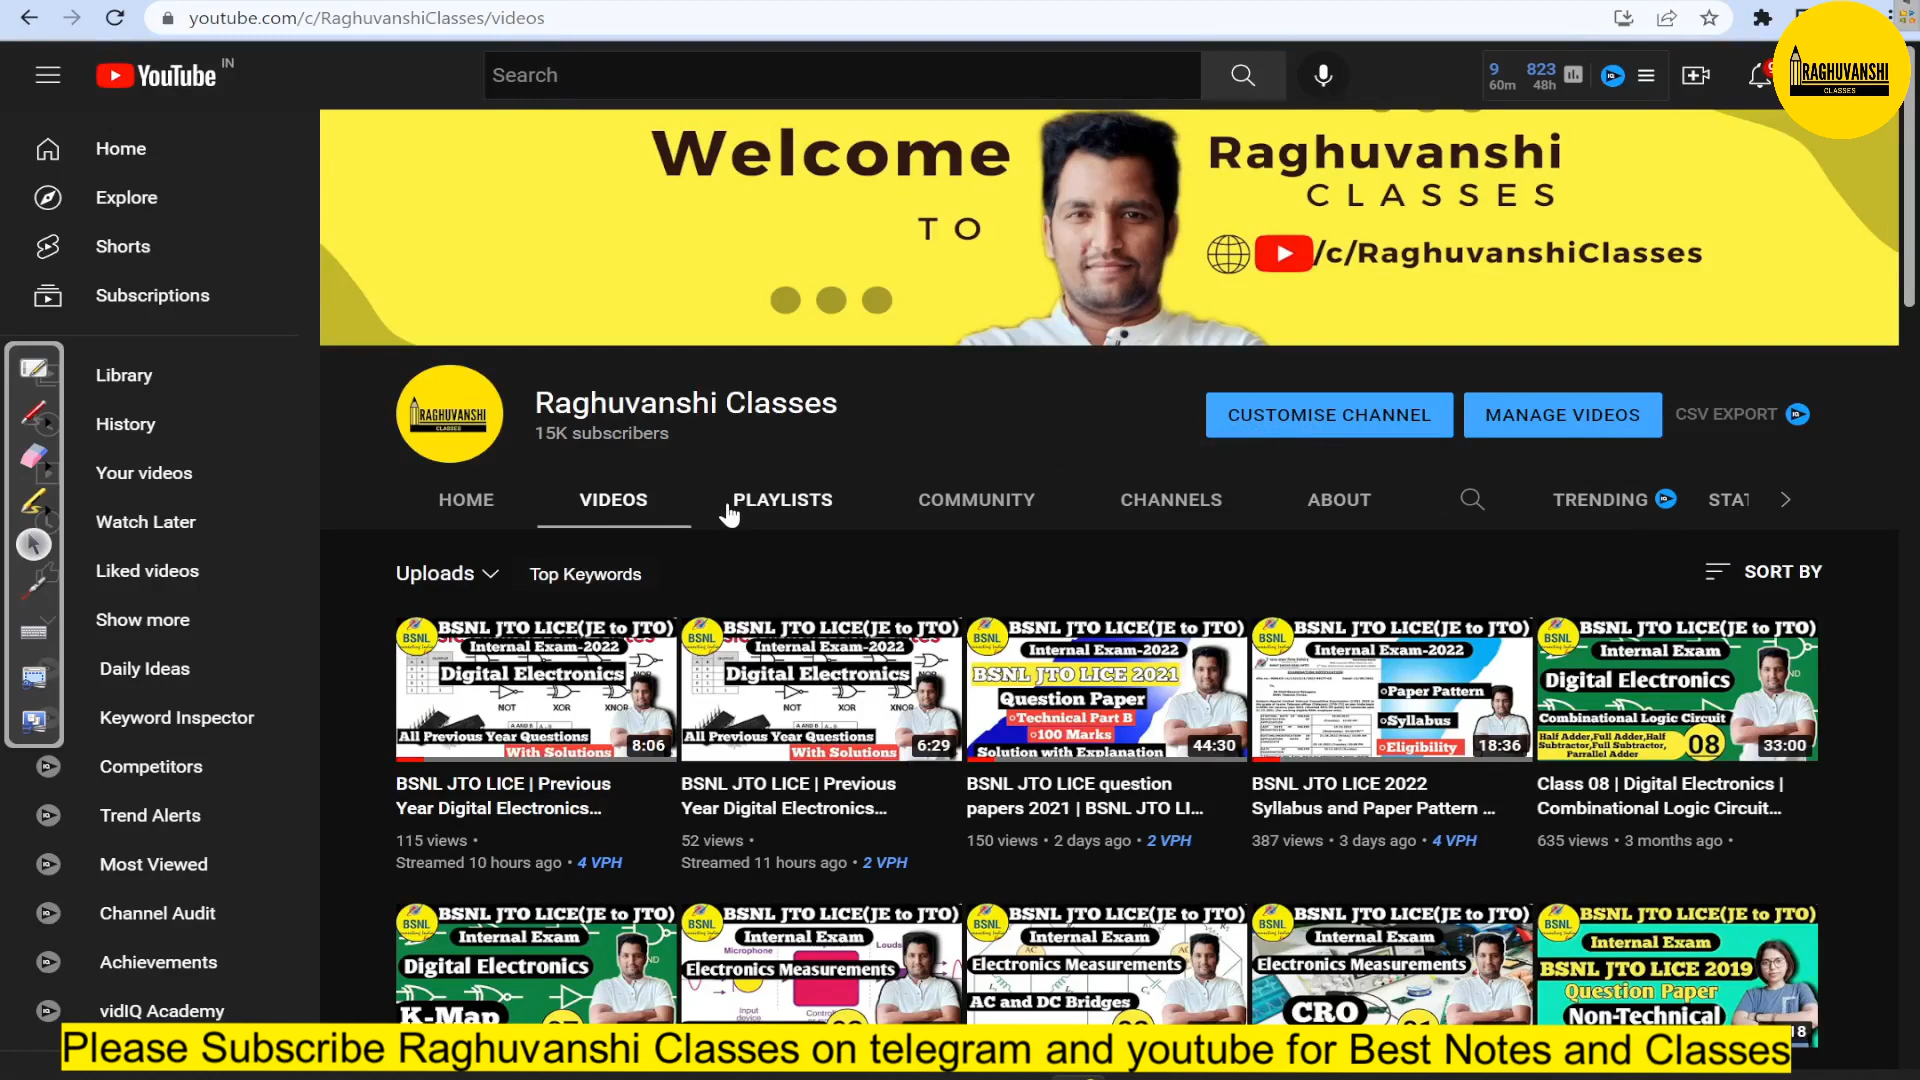 youtube.com/c/RaghuvanshiClasses/videos
YouTube IN
Search
9 823
60m 48h
RAGHUVANSHI
CLASSES
Home
Explore
Shorts
Subscriptions
Library
History
Your videos
Watch Later
Liked videos
Show more
Daily Ideas
Keyword Inspector
Competitors
Trend Alerts
Most Viewed
Channel Audit
Achievements
vidIQ Academy
Welcome
TO
Raghuvanshi
CLASSES
/c/RaghuvanshiClasses
RAGHUVANSHI
CLASSES
Raghuvanshi Classes
15K subscribers
CUSTOMISE CHANNEL
MANAGE VIDEOS
CSV EXPORT
HOME VIDEOS PLAYLISTS COMMUNITY CHANNELS ABOUT TRENDING STAT
Uploads Top Keywords
SORT BY
BSNL
BSNL JTO LICE(JE to JTO)
Internal Exam-2022
Digital Electronics
NOT XOR XNOR
All Previous Year Questions
With Solutions
8:06
BSNL JTO LICE | Previous
Year Digital Electronics...
115 views •
Streamed 10 hours ago • 4 VPH
BSNL
BSNL JTO LICE(JE to JTO)
Internal Exam-2022
Digital Electronics
NOT XOR XNOR
All Previous Year Questions
With Solutions
6:29
BSNL JTO LICE | Previous
Year Digital Electronics...
52 views •
Streamed 11 hours ago • 2 VPH
BSNL
BSNL JTO LICE(JE to JTO)
Internal Exam-2022
BSNL JTO LICE 2021
Question Paper
Technical Part B
100 Marks
Solution with Explanation
44:30
BSNL JTO LICE question
papers 2021 | BSNL JTO LI...
150 views • 2 days ago • 2 VPH
BSNL
BSNL JTO LICE(JE to JTO)
Internal Exam-2022
Paper Pattern
Syllabus
Eligibility
18:36
BSNL JTO LICE 2022
Syllabus and Paper Pattern ...
387 views • 3 days ago • 4 VPH
BSNL
BSNL JTO LICE(JE to JTO)
Internal Exam
Digital Electronics
Combinational Logic Circuit
Half Adder,Full Adder,Half
Subtractor,Full Subtractor,
Parrallel Adder
08
33:00
Class 08 | Digital Electronics |
Combinational Logic Circuit...
635 views • 3 months ago •
BSNL
BSNL JTO LICE(JE to JTO)
Internal Exam
Digital Electronics
K-Map
BSNL
BSNL JTO LICE(JE to JTO)
Internal Exam
Microphone
Electronics Measurements
Input
device
BSNL
BSNL JTO LICE(JE to JTO)
Internal Exam
Electronics Measurements
AC and DC Bridges
BSNL
BSNL JTO LICE(JE to JTO)
Internal Exam
Electronics Measurements
CRO
BSNL
BSNL JTO LICE(JE to JTO)
Internal Exam
BSNL JTO LICE 2019
Question Paper
Non-Technical
Please Subscribe Raghuvanshi Classes on telegram and youtube for Best Notes and Classes